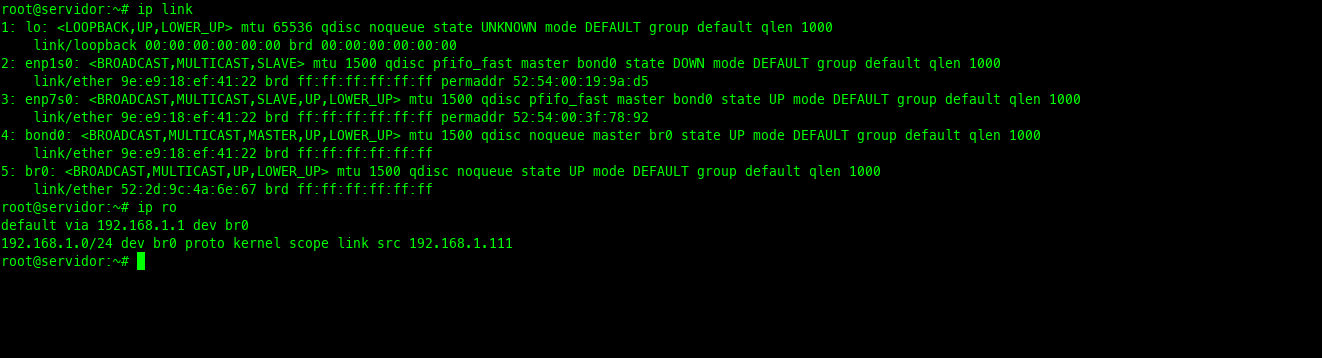 root@servidor:~# ip link
1: lo: <LOOPBACK,UP,LOWER_UP> mtu 65536 qdisc noqueue state UNKNOWN mode DEFAULT group default qlen 1000
    link/loopback 00:00:00:00:00:00 brd 00:00:00:00:00:00
2: enp1s0: <BROADCAST,MULTICAST,SLAVE> mtu 1500 qdisc pfifo_fast master bond0 state DOWN mode DEFAULT group default qlen 1000
    link/ether 9e:e9:18:ef:41:22 brd ff:ff:ff:ff:ff:ff permaddr 52:54:00:19:9a:d5
3: enp7s0: <BROADCAST,MULTICAST,SLAVE,UP,LOWER_UP> mtu 1500 qdisc pfifo_fast master bond0 state UP mode DEFAULT group default qlen 1000
    link/ether 9e:e9:18:ef:41:22 brd ff:ff:ff:ff:ff:ff permaddr 52:54:00:3f:78:92
4: bond0: <BROADCAST,MULTICAST,MASTER,UP,LOWER_UP> mtu 1500 qdisc noqueue master br0 state UP mode DEFAULT group default qlen 1000
    link/ether 9e:e9:18:ef:41:22 brd ff:ff:ff:ff:ff:ff
5: br0: <BROADCAST,MULTICAST,UP,LOWER_UP> mtu 1500 qdisc noqueue state UP mode DEFAULT group default qlen 1000
    link/ether 52:2d:9c:4a:6e:67 brd ff:ff:ff:ff:ff:ff
root@servidor:~# ip ro
default via 192.168.1.1 dev br0
192.168.1.0/24 dev br0 proto kernel scope link src 192.168.1.111
root@servidor:~#